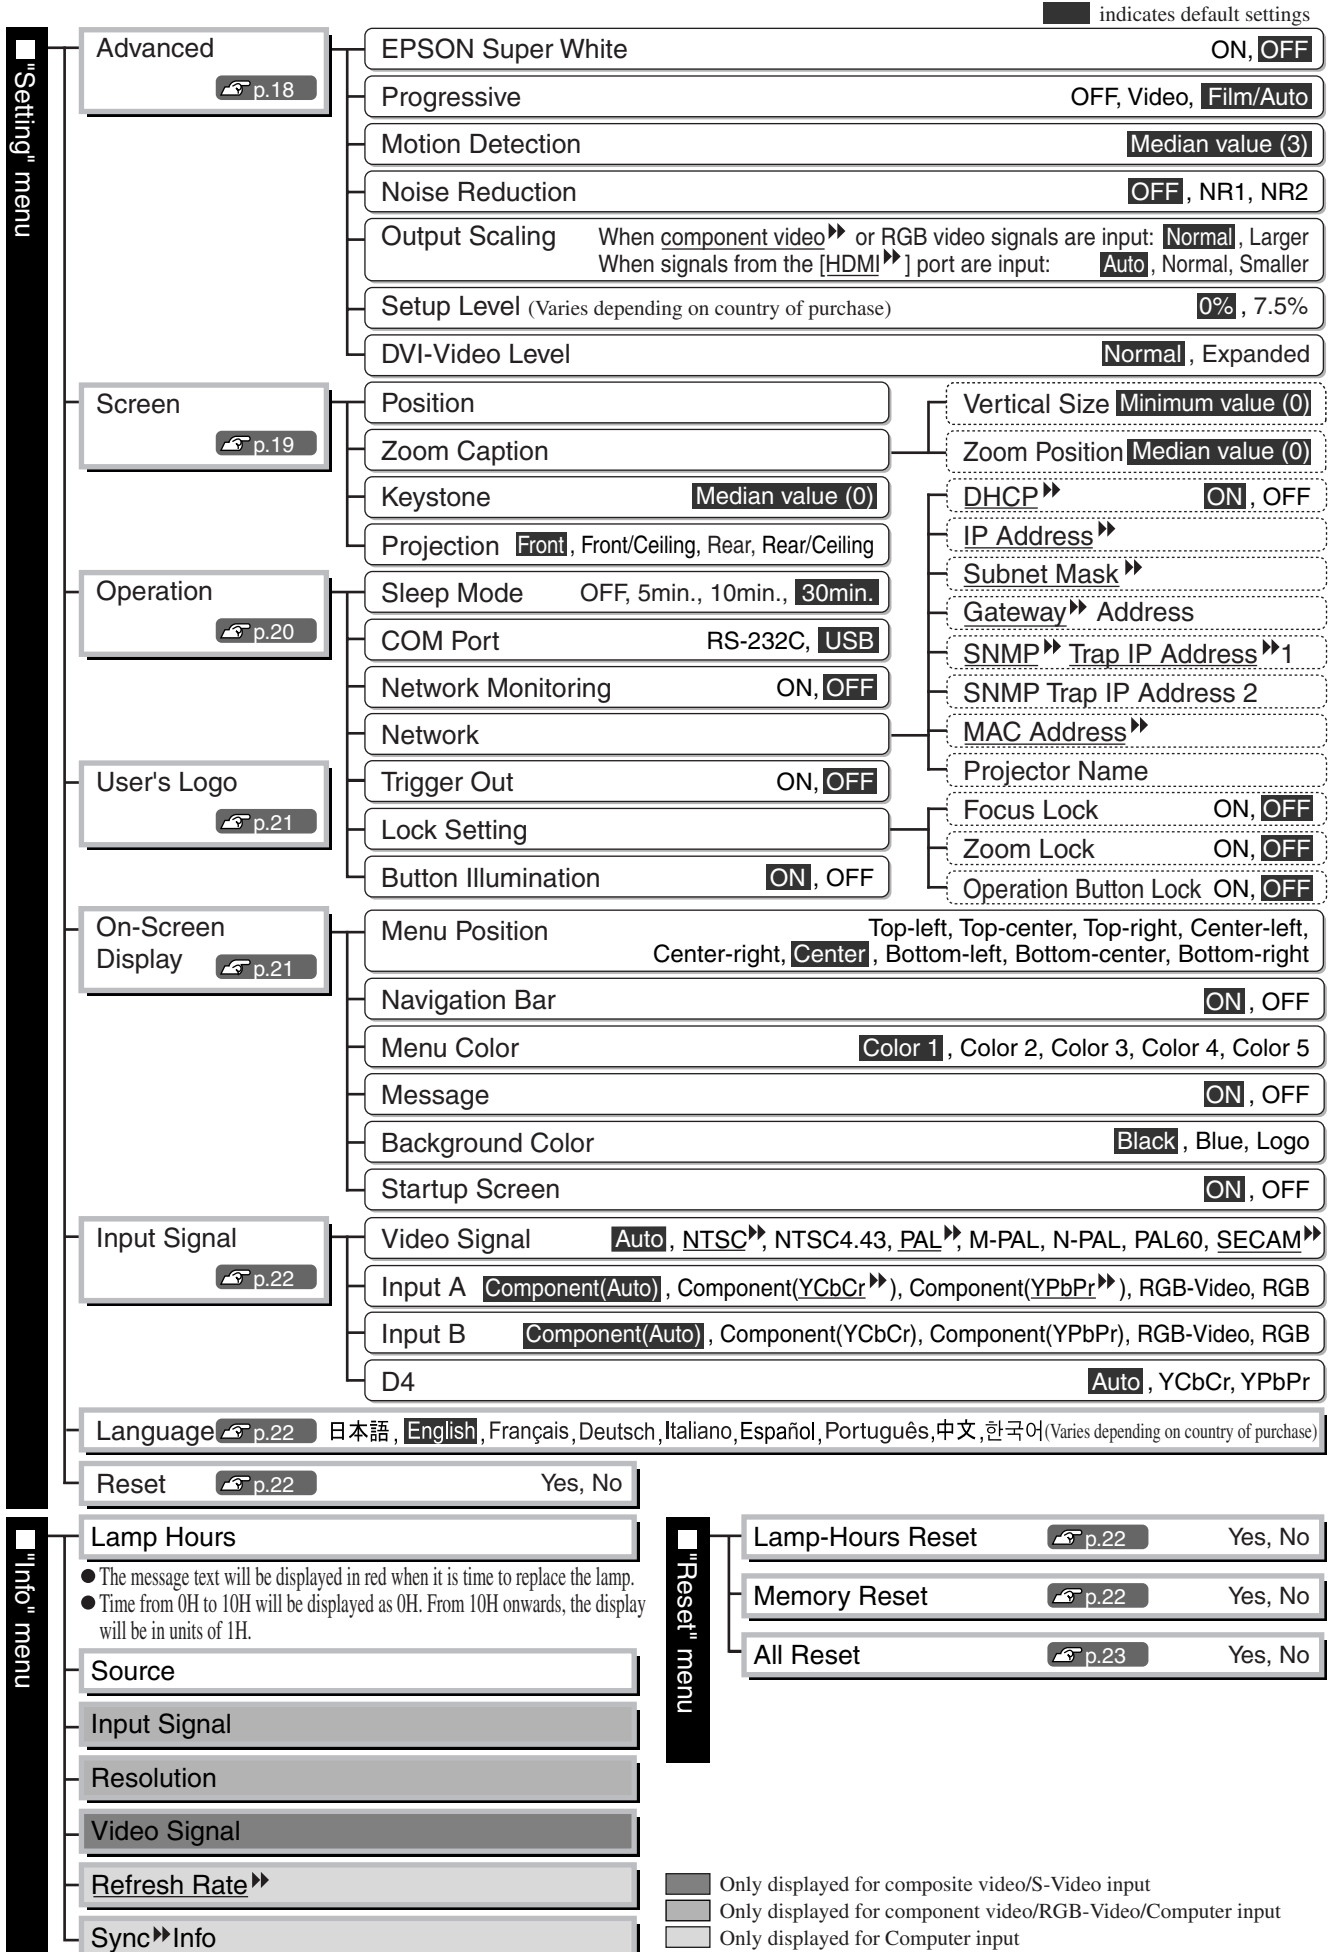 indicates default settings
"Setting" menu
Advanced
p.18
EPSON Super White ON, OFF
Progressive OFF, Video, Film/Auto
Motion Detection Median value (3)
Noise Reduction OFF, NR1, NR2
Output Scaling When component video or RGB video signals are input: Normal, Larger
When signals from the [HDMI] port are input: Auto, Normal, Smaller
Setup Level (Varies depending on country of purchase) 0%, 7.5%
DVI-Video Level Normal, Expanded
Screen
p.19
Position
Zoom Caption
Vertical Size Minimum value (0)
Zoom Position Median value (0)
Keystone Median value (0)
Projection Front, Front/Ceiling, Rear, Rear/Ceiling
Operation
p.20
Sleep Mode OFF, 5min., 10min., 30min.
COM Port RS-232C, USB
Network Monitoring ON, OFF
Network
DHCP ON, OFF
IP Address
Subnet Mask
Gateway Address
SNMP Trap IP Address 1
SNMP Trap IP Address 2
MAC Address
Projector Name
Trigger Out ON, OFF
Lock Setting
Focus Lock ON, OFF
Zoom Lock ON, OFF
Operation Button Lock ON, OFF
Button Illumination ON, OFF
User's Logo
p.21
On-Screen
Display p.21
Menu Position Top-left, Top-center, Top-right, Center-left,
Center-right, Center, Bottom-left, Bottom-center, Bottom-right
Navigation Bar ON, OFF
Menu Color Color 1, Color 2, Color 3, Color 4, Color 5
Message ON, OFF
Background Color Black, Blue, Logo
Startup Screen ON, OFF
Input Signal
p.22
Video Signal Auto, NTSC, NTSC4.43, PAL, M-PAL, N-PAL, PAL60, SECAM
Input A Component(Auto), Component(YCbCr), Component(YPbPr), RGB-Video, RGB
Input B Component(Auto), Component(YCbCr), Component(YPbPr), RGB-Video, RGB
D4 Auto, YCbCr, YPbPr
Language p.22 日本語, English, Français, Deutsch, Italiano, Español, Português, 中文, 한국어 (Varies depending on country of purchase)
Reset p.22 Yes, No
"Info" menu
Lamp Hours
● The message text will be displayed in red when it is time to replace the lamp.
● Time from 0H to 10H will be displayed as 0H. From 10H onwards, the display
will be in units of 1H.
Source
Input Signal
Resolution
Video Signal
Refresh Rate
Sync Info
"Reset" menu
Lamp-Hours Reset p.22 Yes, No
Memory Reset p.22 Yes, No
All Reset p.23 Yes, No
Only displayed for composite video/S-Video input
Only displayed for component video/RGB-Video/Computer input
Only displayed for Computer input